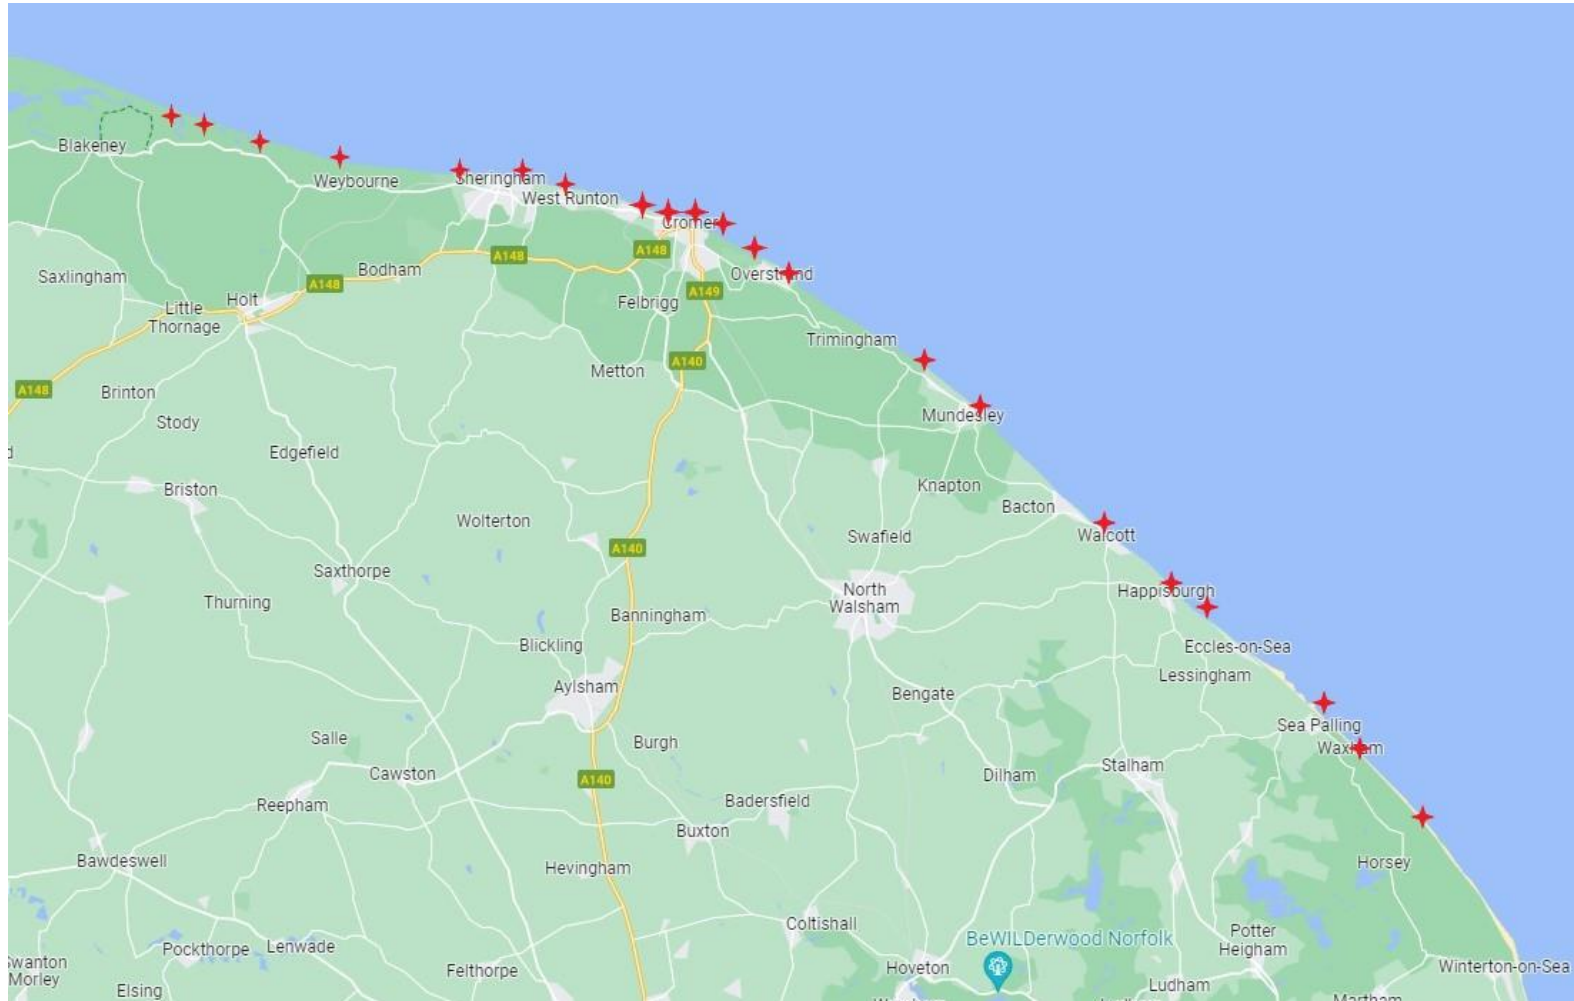 Blakeney
Weybourne
Sheringham
West Runton
Cromer
A148
A148
Overstrand
Saxlingham
Bodham
A148
Holt
Little
Thornage
Felbrigg
A149
Trimingham
A140
Metton
A148
Brinton
Stody
Mundesley
Edgefield
Knapton
Briston
Bacton
Wolterton
Swafield
Walcott
A140
Saxthorpe
North
Walsham
Happisburgh
Thurning
Banningham
Blickling
Eccles-on-Sea
Lessingham
Aylsham
Bengate
Sea Palling
Salle
Burgh
Waxham
Cawston
A140
Dilham
Stalham
Reepham
Badersfield
Buxton
Bawdeswell
Hevingham
Horsey
Coltishall
BeWILDerwood Norfolk
Potter
Heigham
Pockthorpe
Lenwade
Swanton
Morley
Felthorpe
Hoveton
Winterton-on-Sea
Elsing
Ludham
Martham